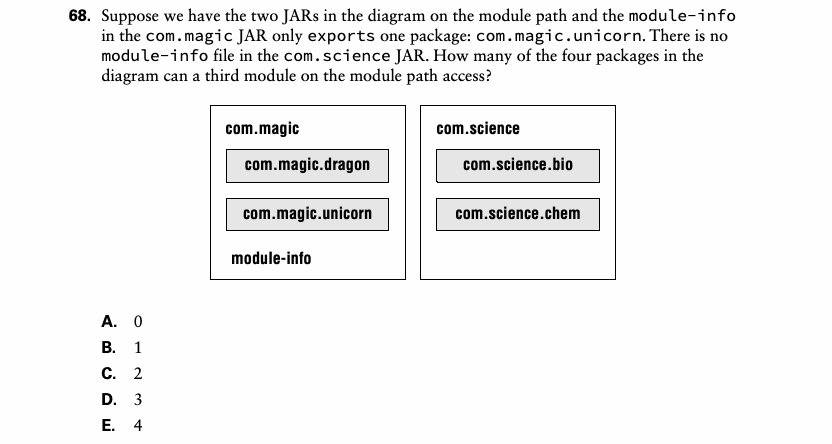 68. Suppose we have the two JARs in the diagram on the module path and the module-info
in the com.magic JAR only exports one package: com.magic.unicorn. There is no
module-info file in the com.science JAR. How many of the four packages in the
diagram can a third module on the module path access?
com.magic
com.magic.dragon
com.magic.unicorn
module-info
com.science
com.science.bio
com.science.chem
A. 0
B. 1
C. 2
D. 3
E. 4